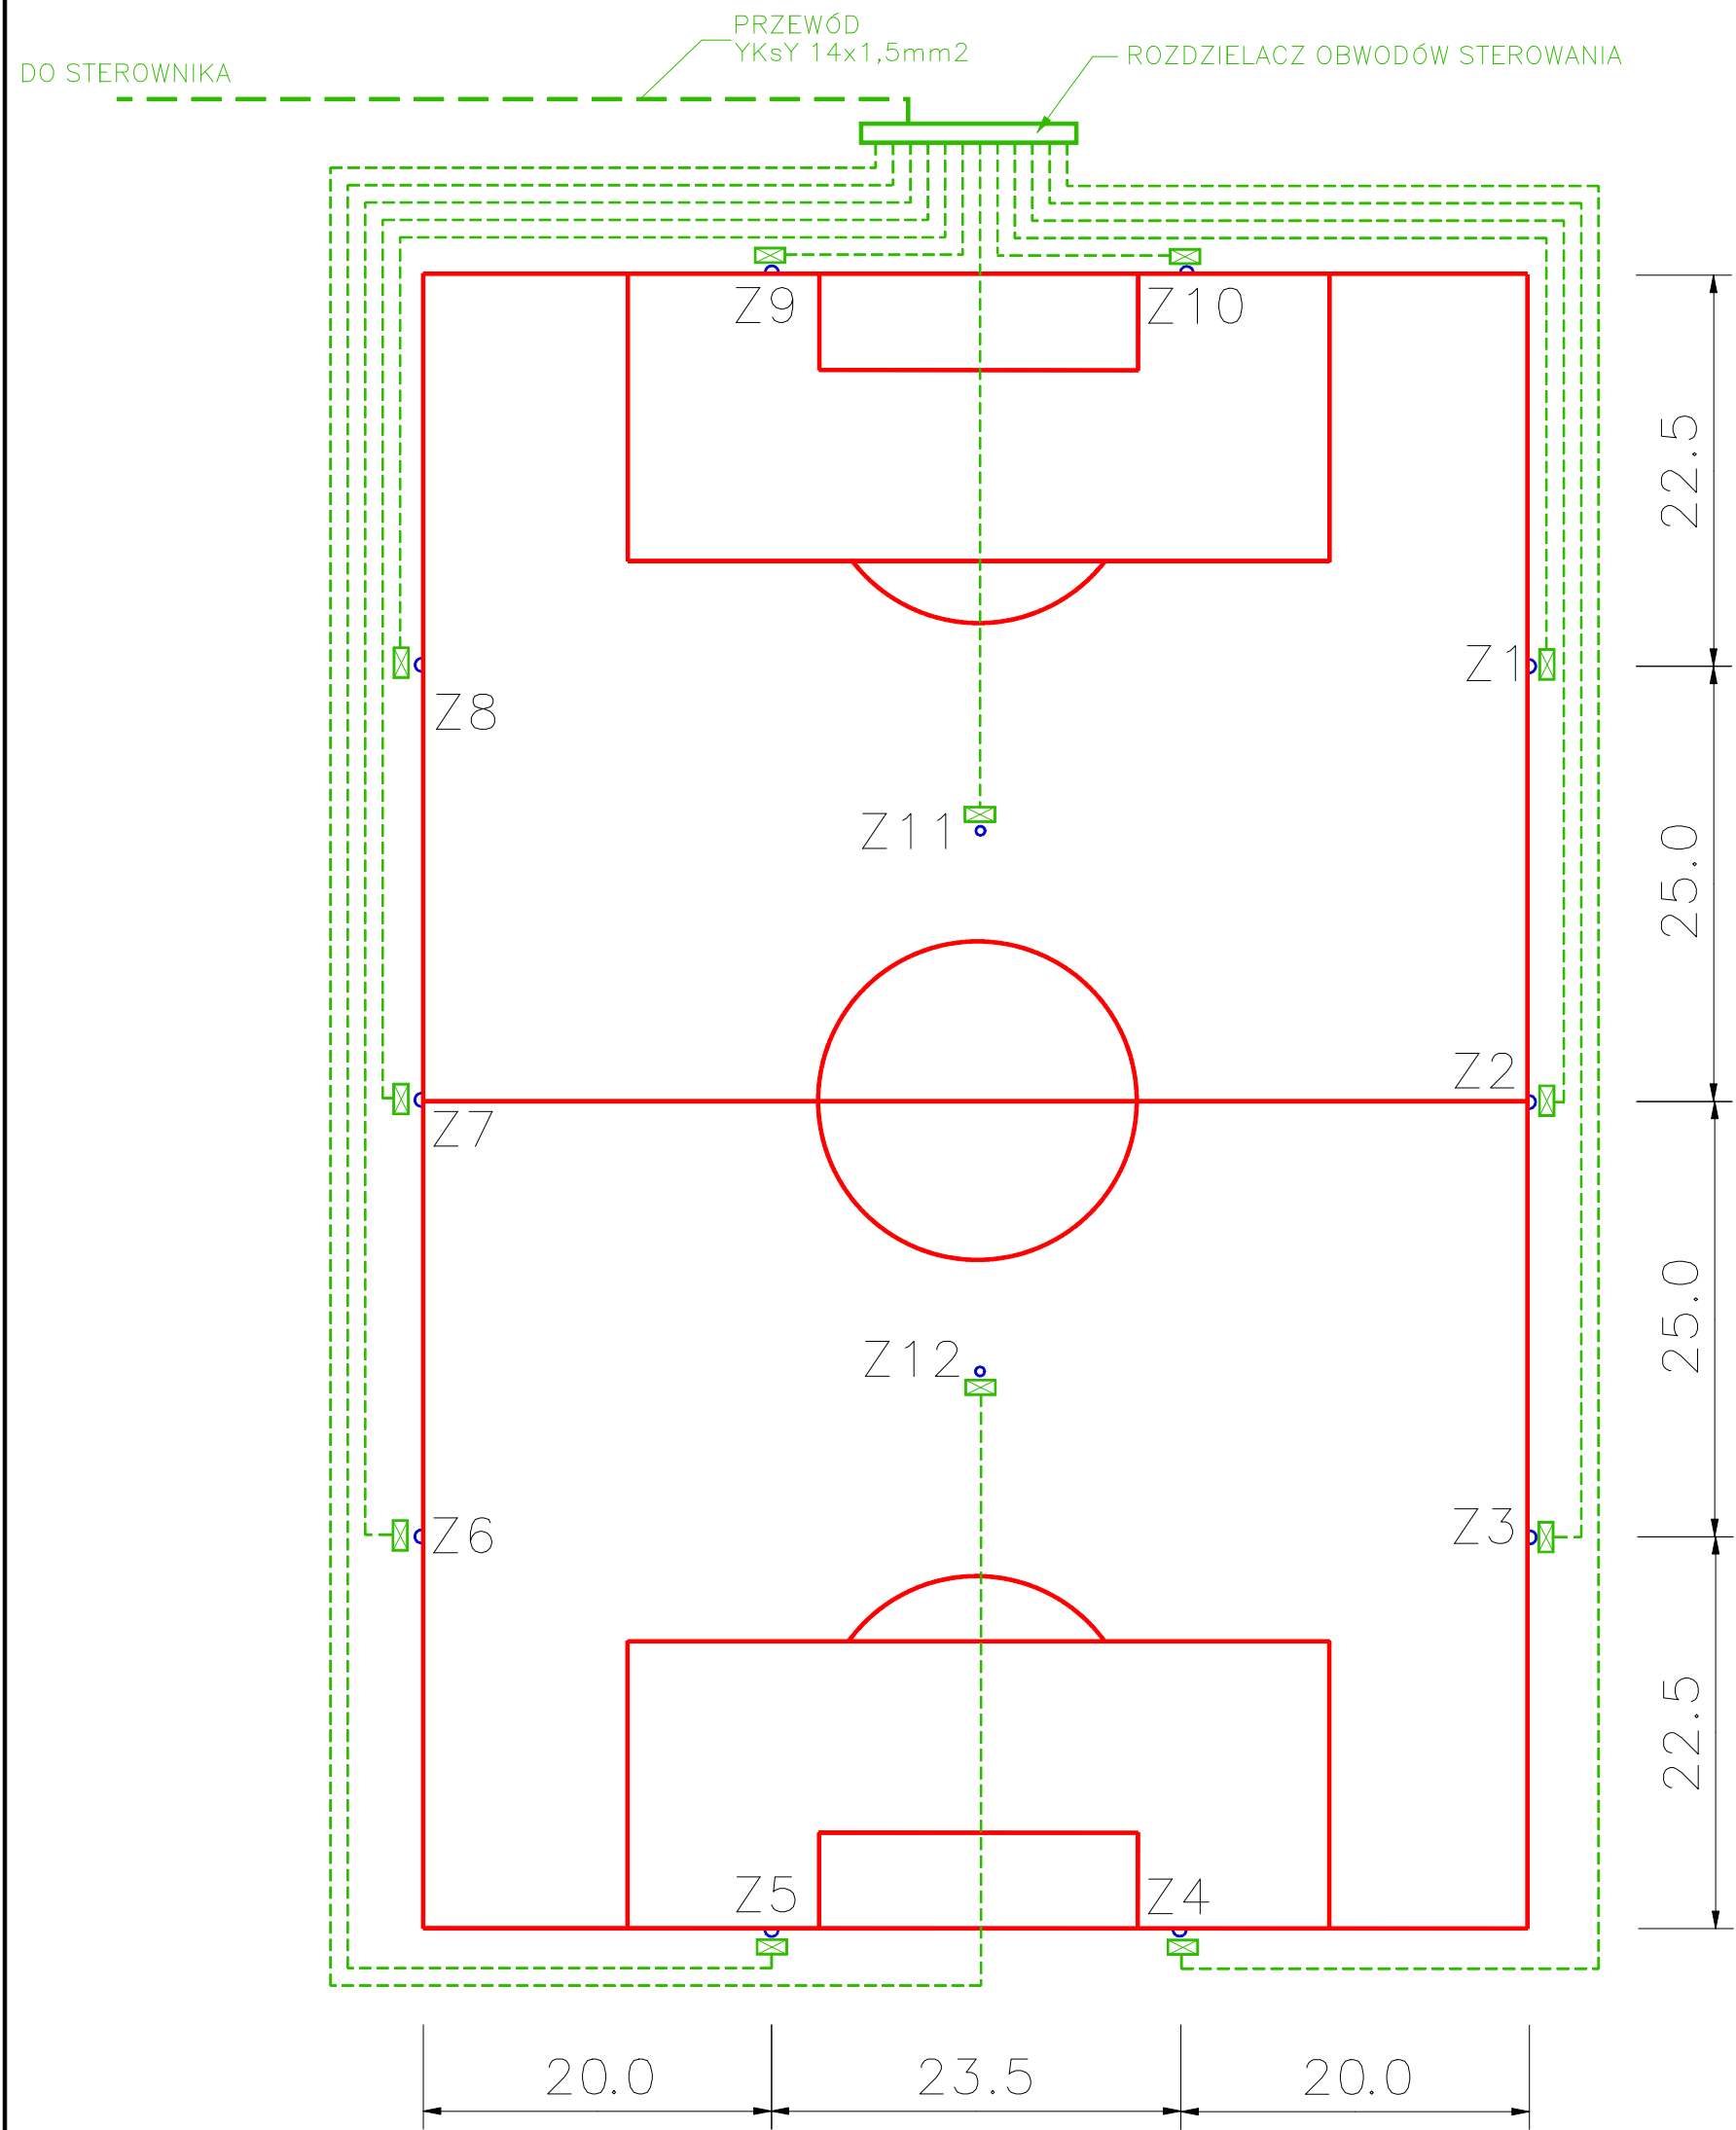 PRZEWÓD
YKsY 14x1,5mm2
ROZDZIELACZ OBWODÓW STEROWANIA
DO STEROWNIKA
Z9
Z10
22.5
Z1
Z8
Z11
25.0
Z2
Z7
25.0
Z12
Z3
Z6
22.5
Z5
Z4
20.0
23.5
20.0